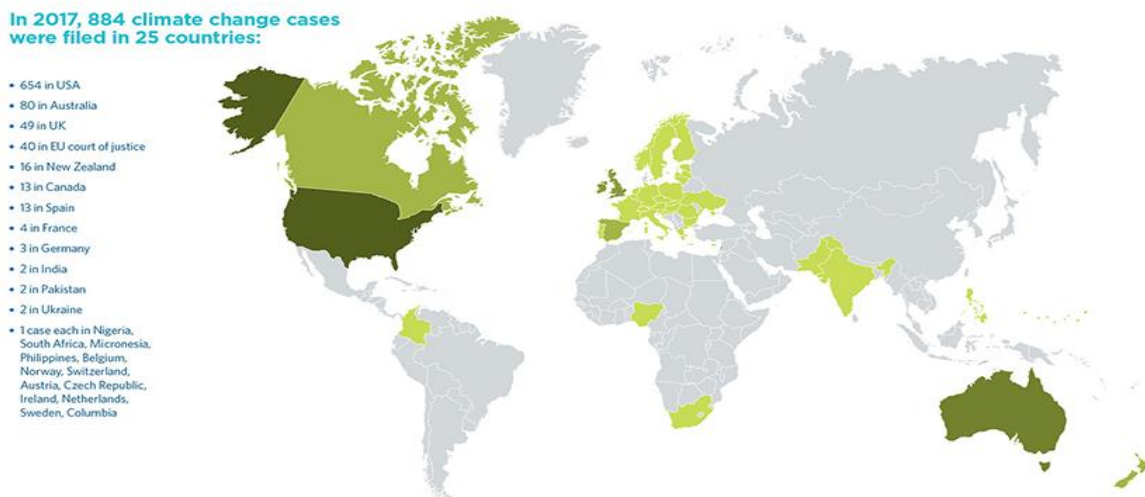 In 2017, 884 climate change cases
were filed in 25 countries:
• 654 in USA
• 80 in Australia
• 49 in UK
• 40 in EU court of justice
• 16 in New Zealand
• 13 in Canada
• 13 in Spain
• 4 in France
• 3 in Germany
• 2 in India
• 2 in Pakistan
• 2 in Ukraine
• 1 case each in Nigeria,
South Africa, Micronesia,
Philippines, Belgium,
Norway, Switzerland,
Austria, Czech Republic,
Ireland, Netherlands,
Sweden, Columbia